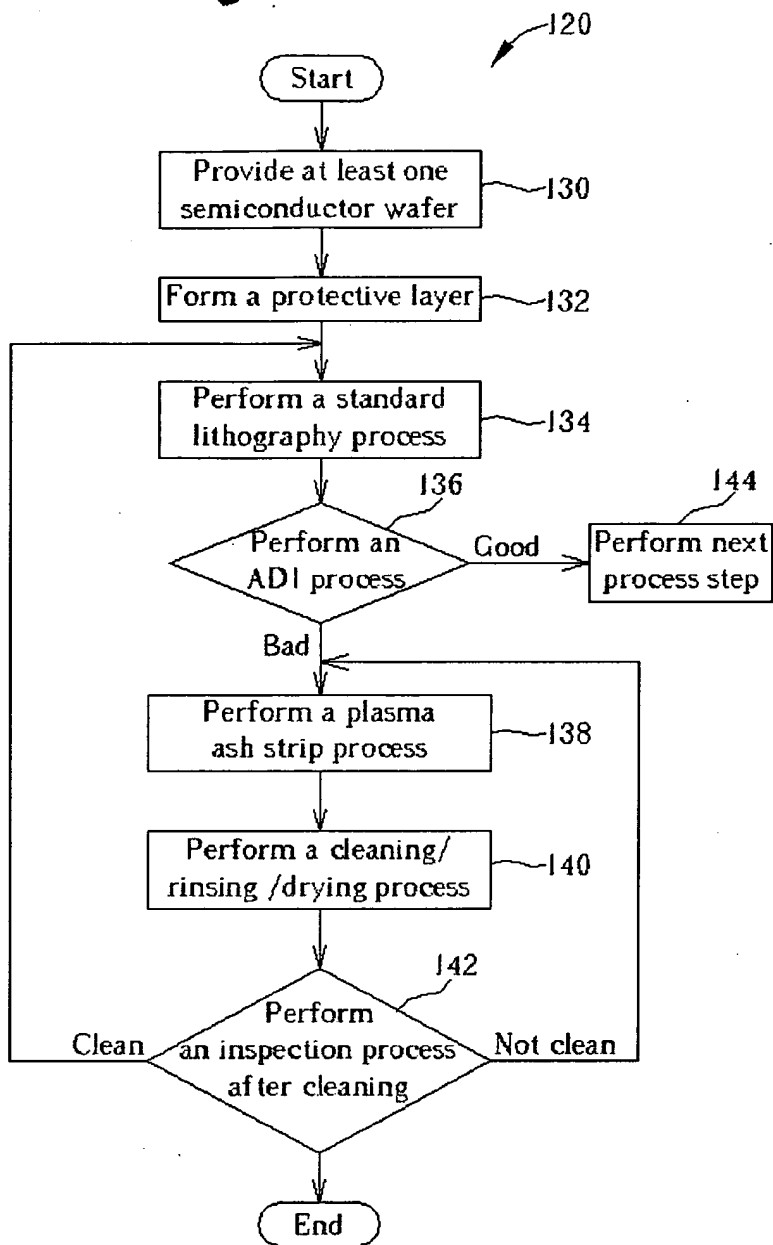 120
Start
Provide at least one
semiconductor wafer
130
Form a protective layer
132
Perform a standard
lithography process
134
136
144
Perform an
ADI process
Good
Perform next
process step
Bad
Perform a plasma
ash strip process
138
Perform a cleaning/
rinsing /drying process
140
142
Clean
Perform
an inspection process
after cleaning
Not clean
End